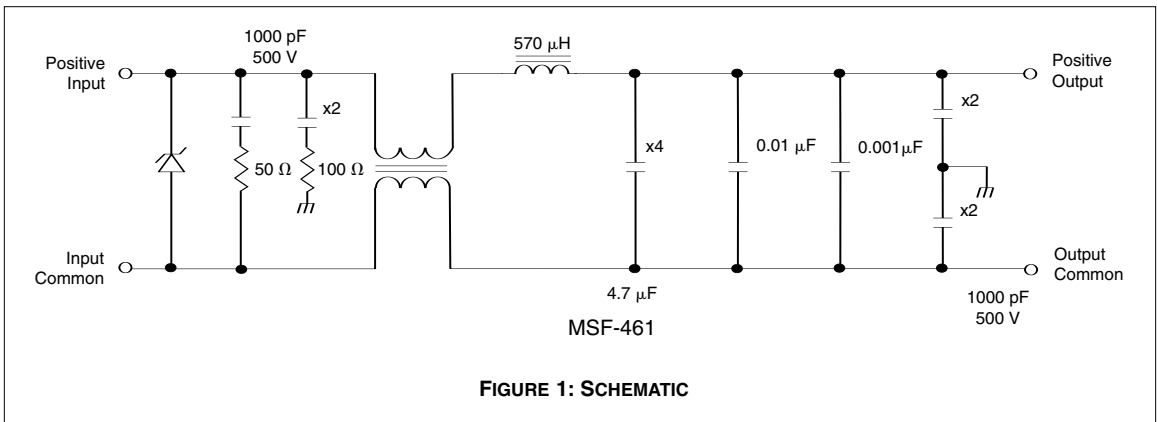 1000 pF
500 V
570 μH
Positive
Input
Positive
Output
x2
x2
50 Ω
100 Ω
x4
0.01 μF
0.001μF
x2
Input
Common
Output
Common
4.7 μF
1000 pF
500 V
MSF-461
FIGURE 1: SCHEMATIC